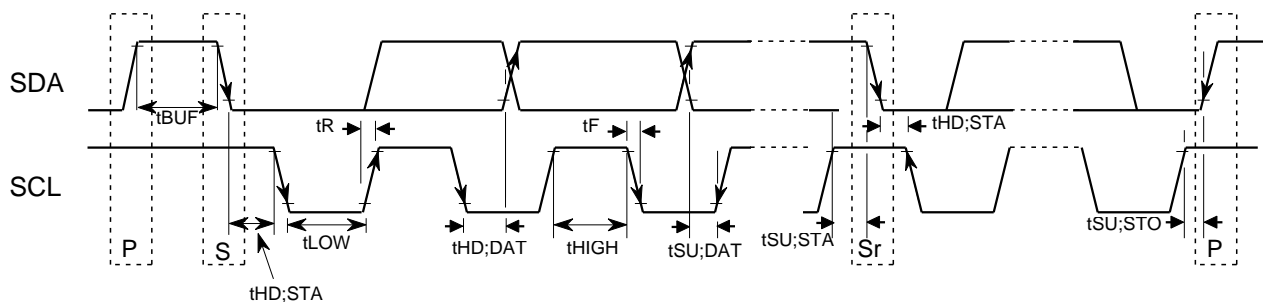 SDA
tBUF
tR
tF
tHD;STA
SCL
tLOW
tHD;DAT
tHIGH
tSU;DAT
tSU;STA
tSU;STO
P
S
Sr
P
tHD;STA